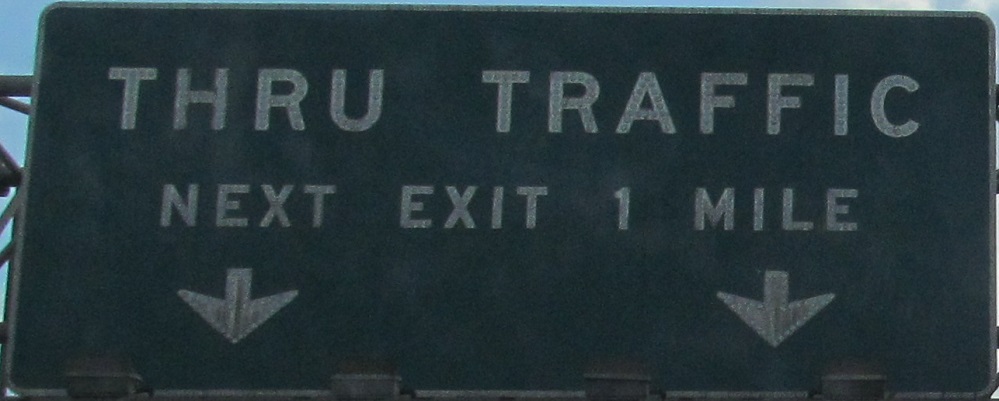 THRU TRAFFIC
NEXT EXIT 1 MILE